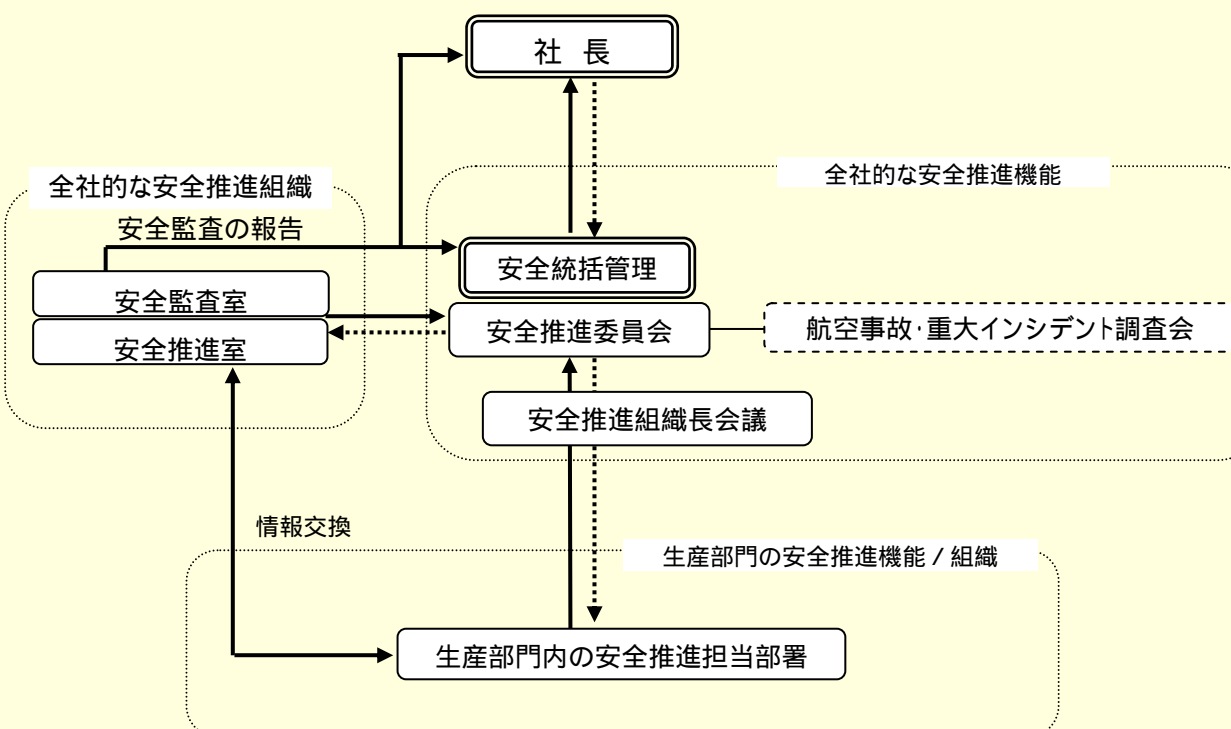 社 長
全社的な安全推進機能
全社的な安全推進組織
安全監査の報告
安全統括管理
安全監査室
安全推進委員会
航空事故・重大インシデント調査会
安全推進室
安全推進組織長会議
情報交換
生産部門の安全推進機能 / 組織
生産部門内の安全推進担当部署